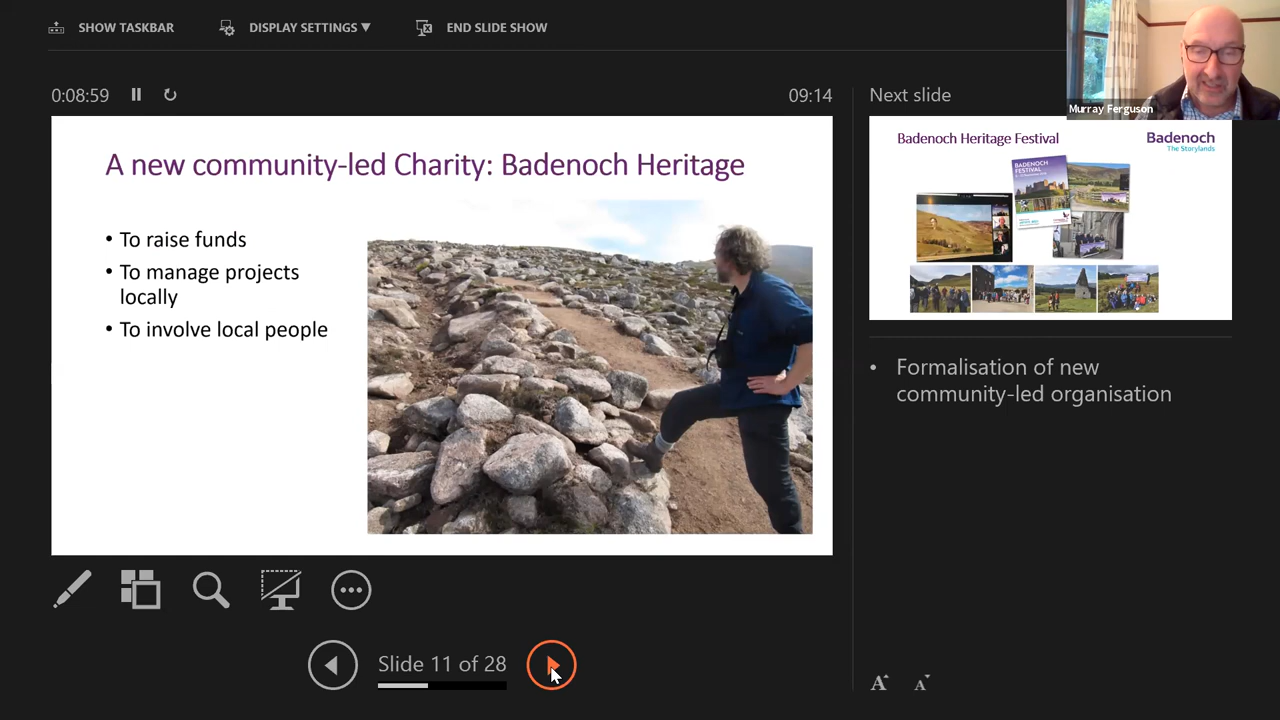 SHOW TASKBAR
DISPLAY SETTINGS ▼
END SLIDE SHOW
Murray Ferguson
0:08:59
09:14
Next slide
A new community-led Charity: Badenoch Heritage
• To raise funds
• To manage projects
locally
• To involve local people
Badenoch Heritage Festival
Badenoch
The Storylands
BADENOCH
FESTIVAL
• Formalisation of new
community-led organisation
Slide 11 of 28
A
A